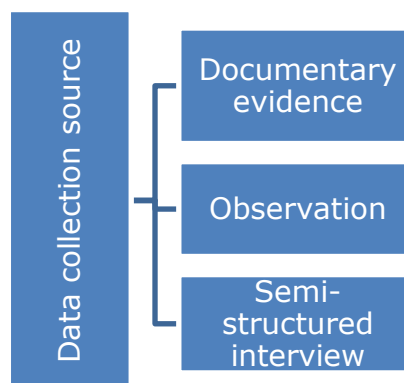 Data collection source
Documentary
evidence
Observation
Semi-
structured
interview